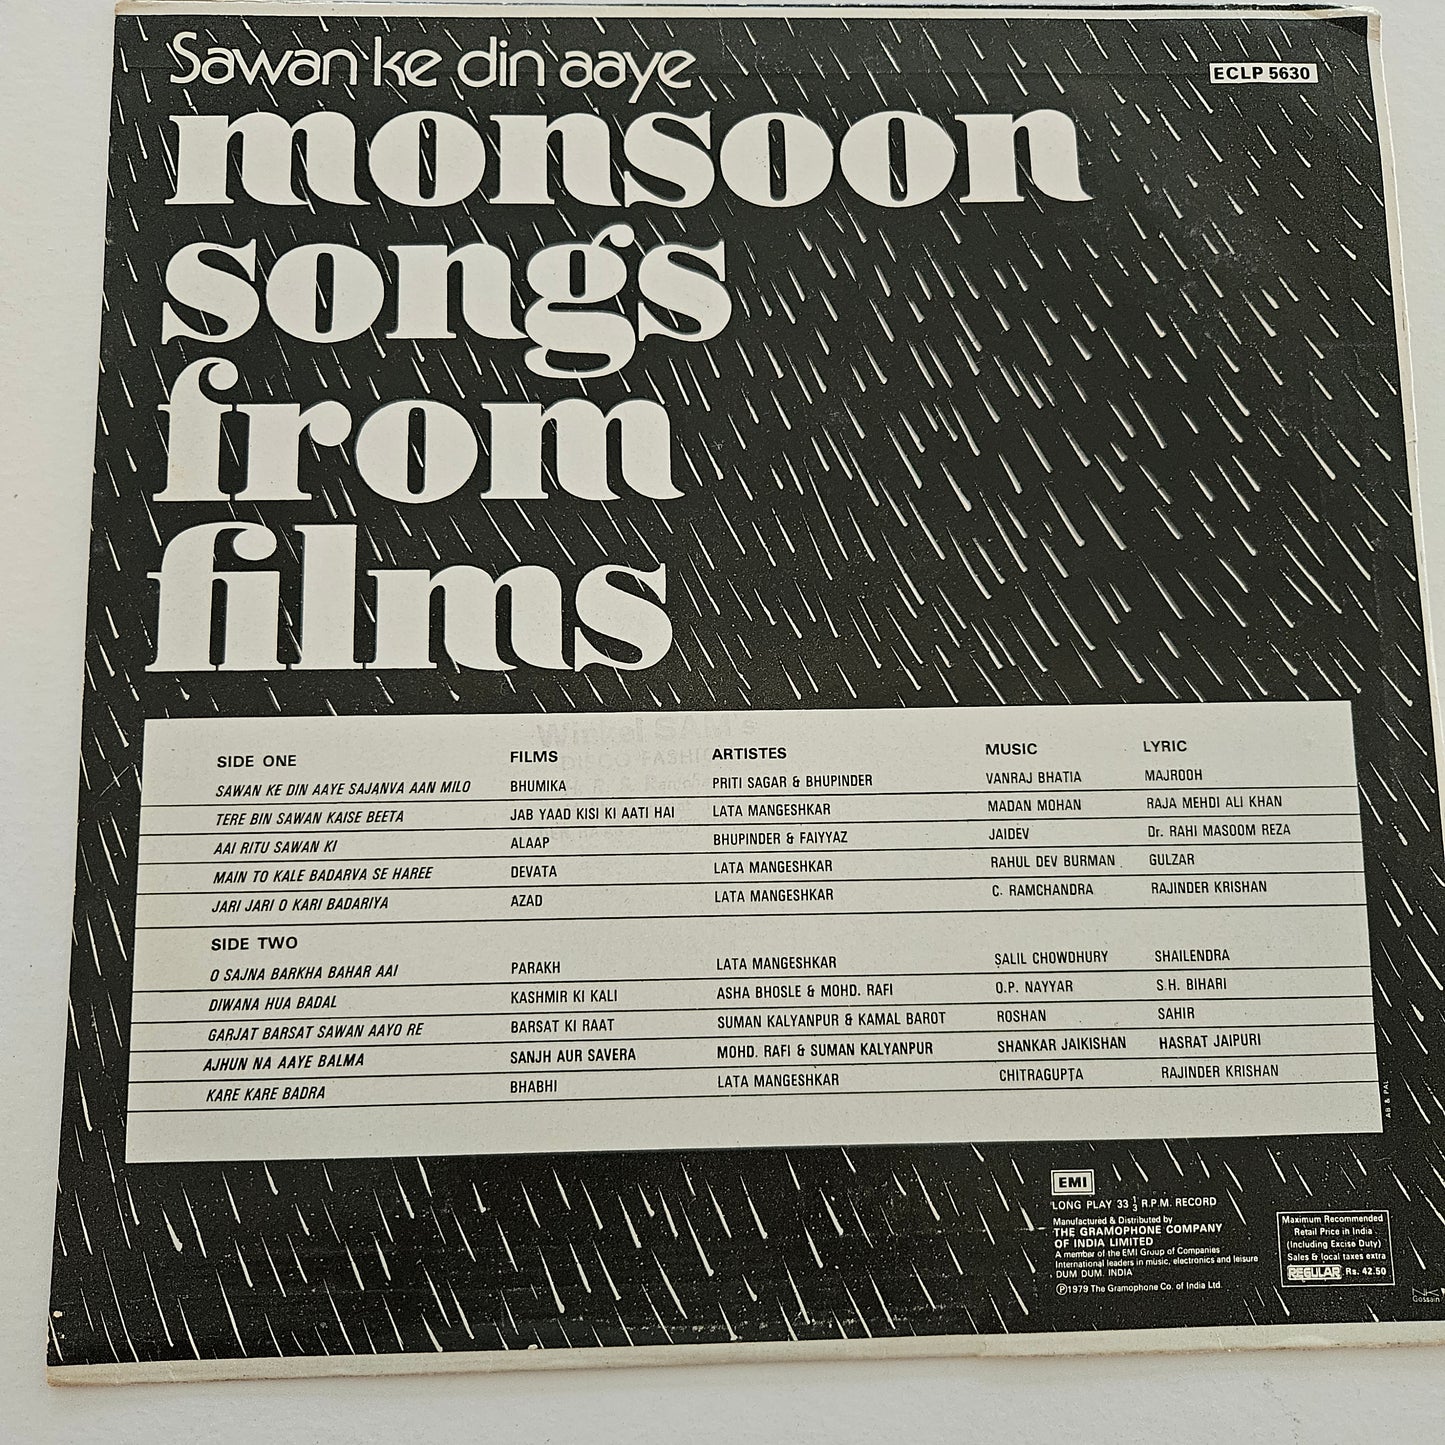 Sawan ke din aaye
ECLP 5630
monsoon
songs
from
films
SIDE ONE FILMS ARTISTES MUSIC LYRIC
SAWAN KE DIN AAYE SAJANVA AAN MILO BHUMIKA PRITI SAGAR & BHUPINDER VANRAJ BHATIA MAJROOH
TERE BIN SAWAN KAISE BEETA JAB YAAD KISI KI AATI HAI LATA MANGESHKAR MADAN MOHAN RAJA MEHDI ALI KHAN
AAI RITU SAWAN KI ALAAP BHUPINDER & FAIYYAZ JAIDEV Dr. RAHI MASOOM REZA
MAIN TO KALE BADARVA SE HAREE DEVATA LATA MANGESHKAR RAHUL DEV BURMAN GULZAR
JARI JARI O KARI BADARIYA AZAD LATA MANGESHKAR C. RAMCHANDRA RAJINDER KRISHAN
SIDE TWO
O SAJNA BARKHA BAHAR AAI PARAKH LATA MANGESHKAR SALIL CHOWDHURY SHAILENDRA
DIWANA HUA BADAL KASHMIR KI KALI ASHA BHOSLE & MOHD. RAFI O.P. NAYYAR S.H. BIHARI
GARJAT BARSAT SAWAN AAYO RE BARSAT KI RAAT SUMAN KALYANPUR & KAMAL BAROT ROSHAN SAHIR
AJHUN NA AAYE BALMA SANJH AUR SAVERA MOHD. RAFI & SUMAN KALYANPUR SHANKAR JAIKISHAN HASRAT JAIPURI
KARE KARE BADRA BHABHI LATA MANGESHKAR CHITRAGUPTA RAJINDER KRISHAN
AB & PAL
EMI
LONG PLAY 33 1/3 R.P.M. RECORD
Manufactured & Distributed by
THE GRAMOPHONE COMPANY
OF INDIA LIMITED
A member of the EMI Group of Companies
International leaders in music, electronics and leisure
DUM DUM. INDIA
Ⓟ1979 The Gramophone Co. of India Ltd.
Maximum Recommended
Retail Price in India
(Including Excise Duty)
Sales & local taxes extra
REGULAR Rs. 42.50
Gossain